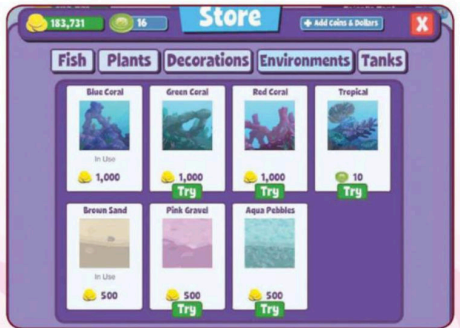 183,731
16
Store
+ Add Coins & Dollars
X
Fish
Plants
Decorations
Environments
Tanks
Blue Coral
Green Coral
Red Coral
Tropical
In Use
1,000
1,000
1,000
10
Try
Try
Try
Brown Sand
Pink Gravel
Aqua Pebbles
In Use
500
500
500
Try
Try